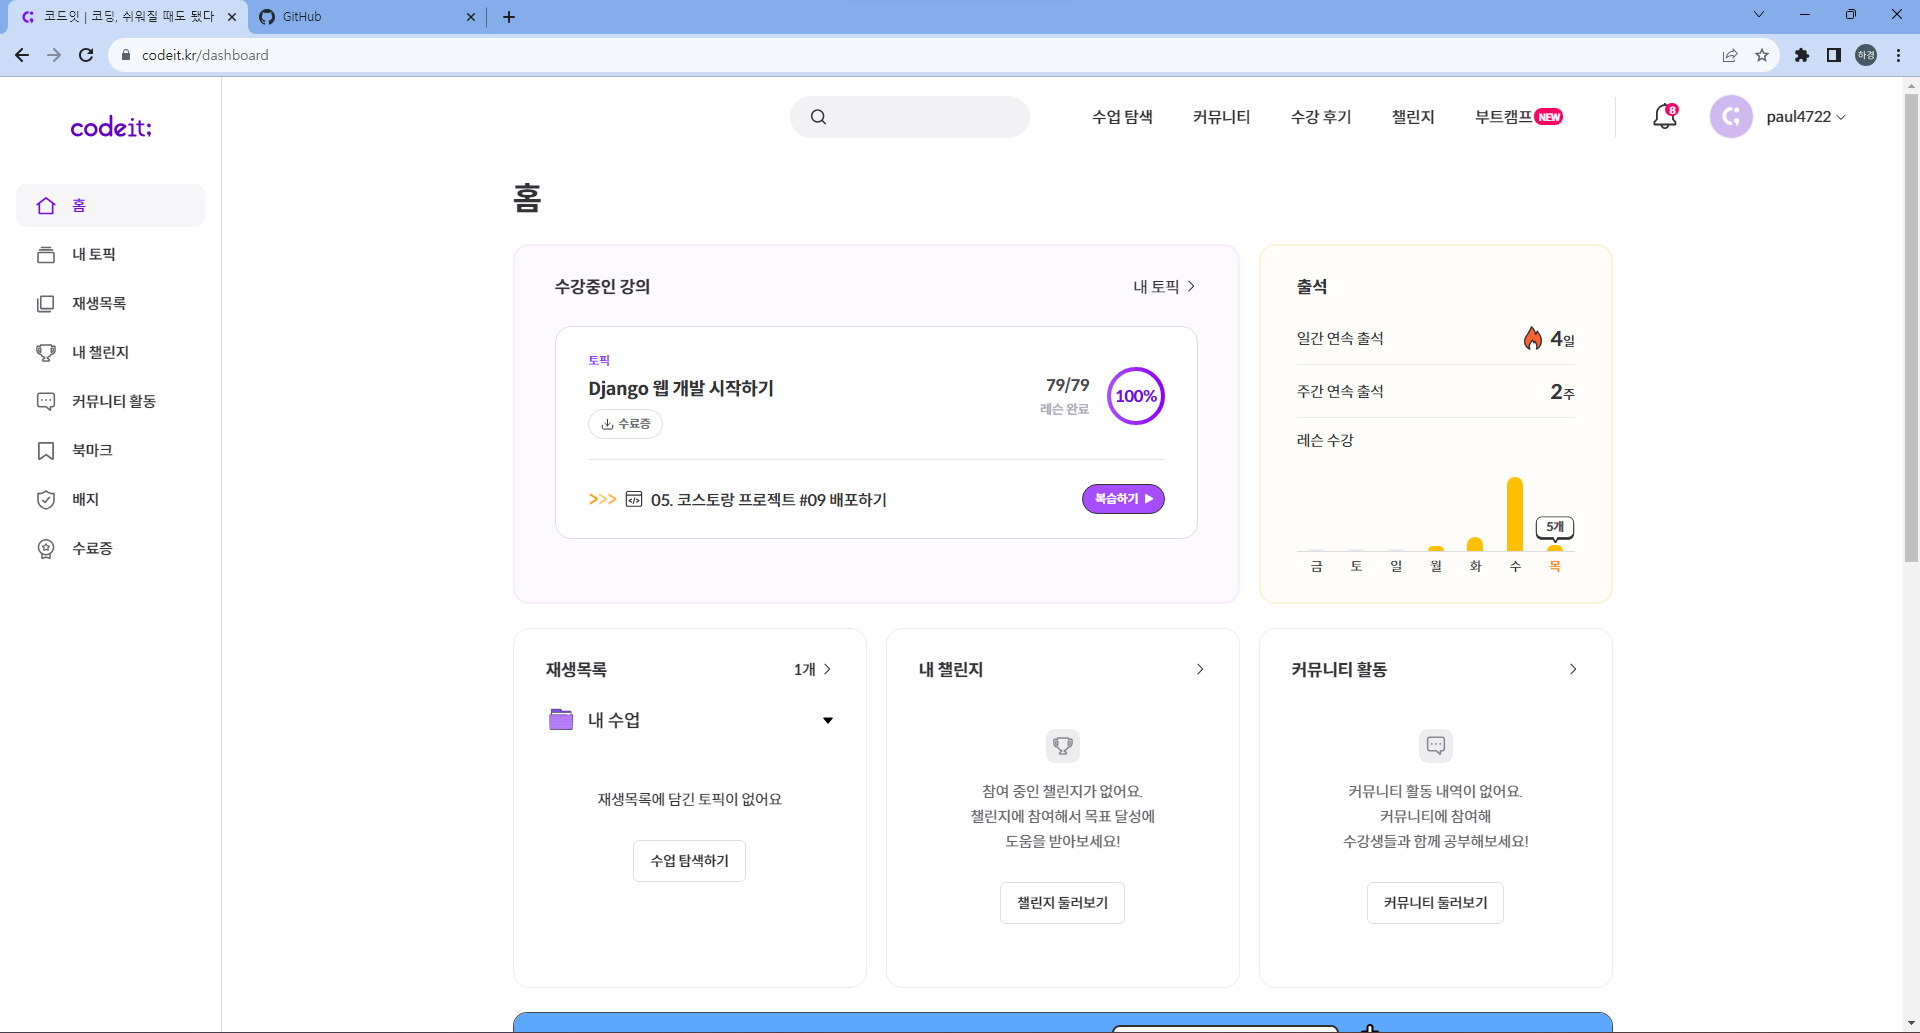 코드잇 | 코딩, 쉬워질 때도 됐다
GitHub
codeit.kr/dashboard
하경
codeit:
수업 탐색
커뮤니티
수강 후기
챌린지
부트캠프 NEW
8
paul4722
홈
내 토픽
재생목록
내 챌린지
커뮤니티 활동
북마크
배지
수료증
홈
수강중인 강의
내 토픽
토픽
Django 웹 개발 시작하기
79/79
레슨 완료
100%
수료증
05. 코스토랑 프로젝트 #09 배포하기
복습하기
출석
일간 연속 출석
4일
주간 연속 출석
2주
레슨 수강
5개
금 토 일 월 화 수 목
재생목록
1개
내 수업
재생목록에 담긴 토픽이 없어요
수업 탐색하기
내 챌린지
참여 중인 챌린지가 없어요.
챌린지에 참여해서 목표 달성에
도움을 받아보세요!
챌린지 둘러보기
커뮤니티 활동
커뮤니티 활동 내역이 없어요.
커뮤니티에 참여해
수강생들과 함께 공부해보세요!
커뮤니티 둘러보기